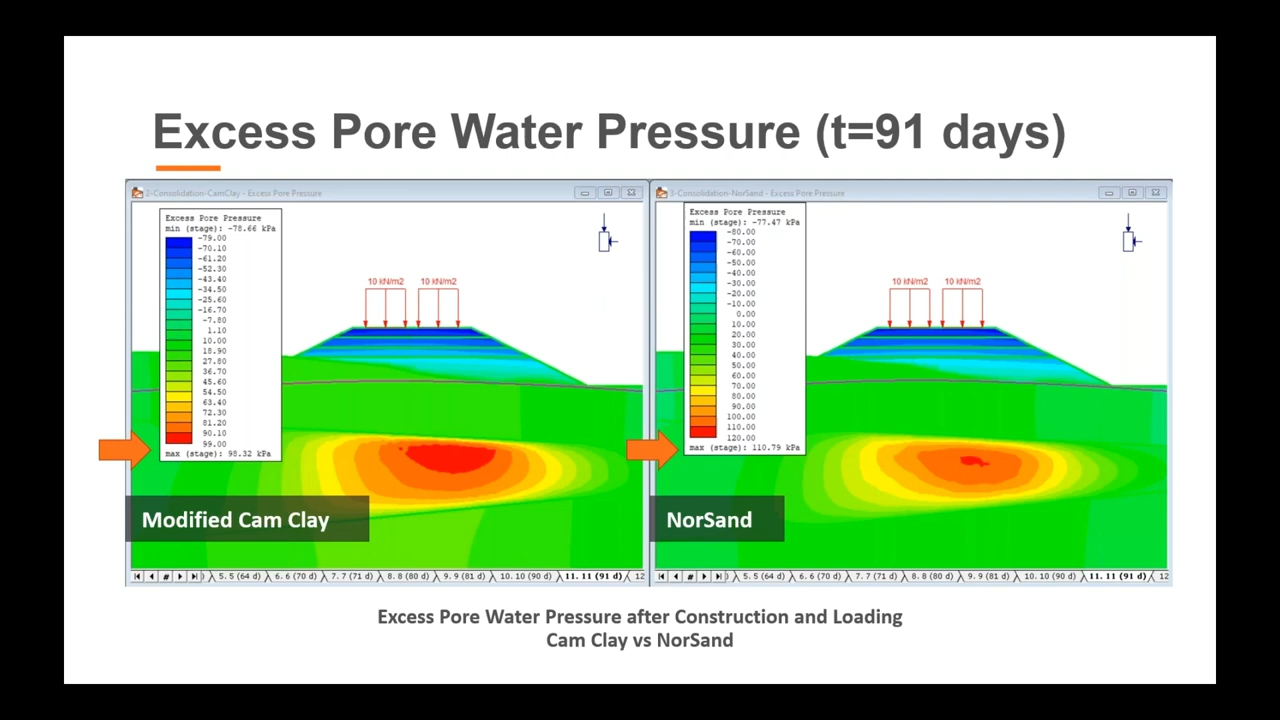 Excess Pore Water Pressure (t=91 days)
2-Consolidation-CamClay - Excess Pore Pressure
Excess Pore Pressure
min (stage): -78.66 kPa
-79.00
-70.10
-61.20
-52.30
-43.40
-34.50
-25.60
-16.70
-7.80
1.10
10.00
18.90
27.80
36.70
45.60
54.50
63.40
72.30
81.20
90.10
99.00
max (stage): 98.32 kPa
10 kN/m2 10 kN/m2
Modified Cam Clay
5.5 (64 d) 6.6 (70 d) 7.7 (71 d) 8.8 (80 d) 9.9 (81 d) 10.10 (90 d) 11.11 (91 d) 12
3-Consolidation-NorSand - Excess Pore Pressure
Excess Pore Pressure
min (stage): -77.47 kPa
-80.00
-70.00
-60.00
-50.00
-40.00
-30.00
-20.00
-10.00
0.00
10.00
20.00
30.00
40.00
50.00
60.00
70.00
80.00
90.00
100.00
110.00
120.00
max (stage): 110.79 kPa
10 kN/m2 10 kN/m2
NorSand
5.5 (64 d) 6.6 (70 d) 7.7 (71 d) 8.8 (80 d) 9.9 (81 d) 10.10 (90 d) 11.11 (91 d) 12
Excess Pore Water Pressure after Construction and Loading
Cam Clay vs NorSand